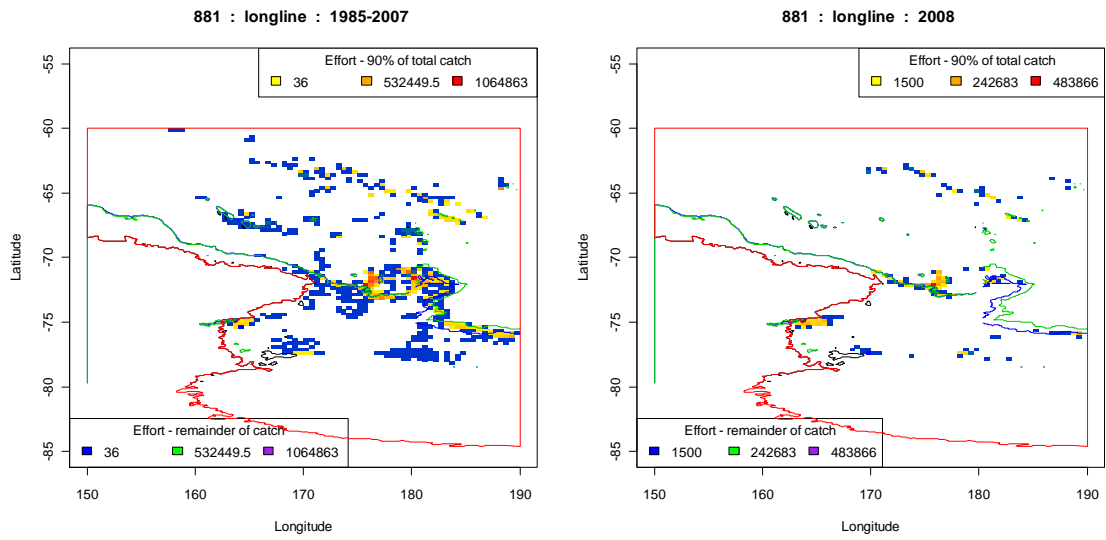 881 : longline : 1985-2007
Effort - 90% of total catch
36 532449.5 1064863
-55
-60
-65
-70
-75
-80
-85
Latitude
Effort - remainder of catch
36 532449.5 1064863
150 160 170 180 190
Longitude
881 : longline : 2008
Effort - 90% of total catch
1500 242683 483866
-55
-60
-65
-70
-75
-80
-85
Latitude
Effort - remainder of catch
1500 242683 483866
150 160 170 180 190
Longitude